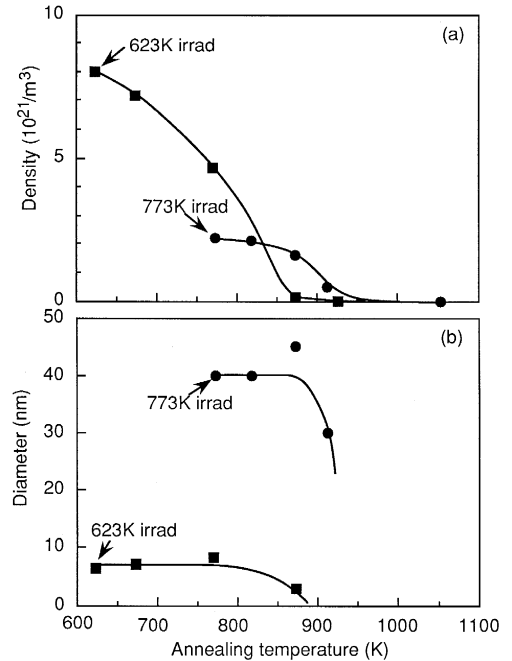 10
(a)
623K irrad
5
773K irrad
0
Density (10²¹/m³)
50
(b)
40
773K irrad
30
20
10
623K irrad
0
Diameter (nm)
600 700 800 900 1000 1100
Annealing temperature (K)